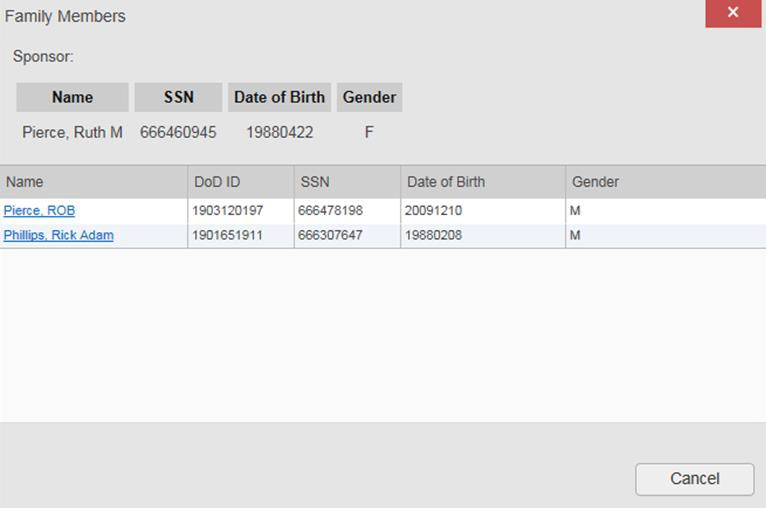 Family Members
×
Sponsor:
Name SSN Date of Birth Gender
Pierce, Ruth M 666460945 19880422 F
Name DoD ID SSN Date of Birth Gender
Pierce, ROB 1903120197 666478198 20091210 M
Phillips, Rick Adam 1901651911 666307647 19880208 M
Cancel